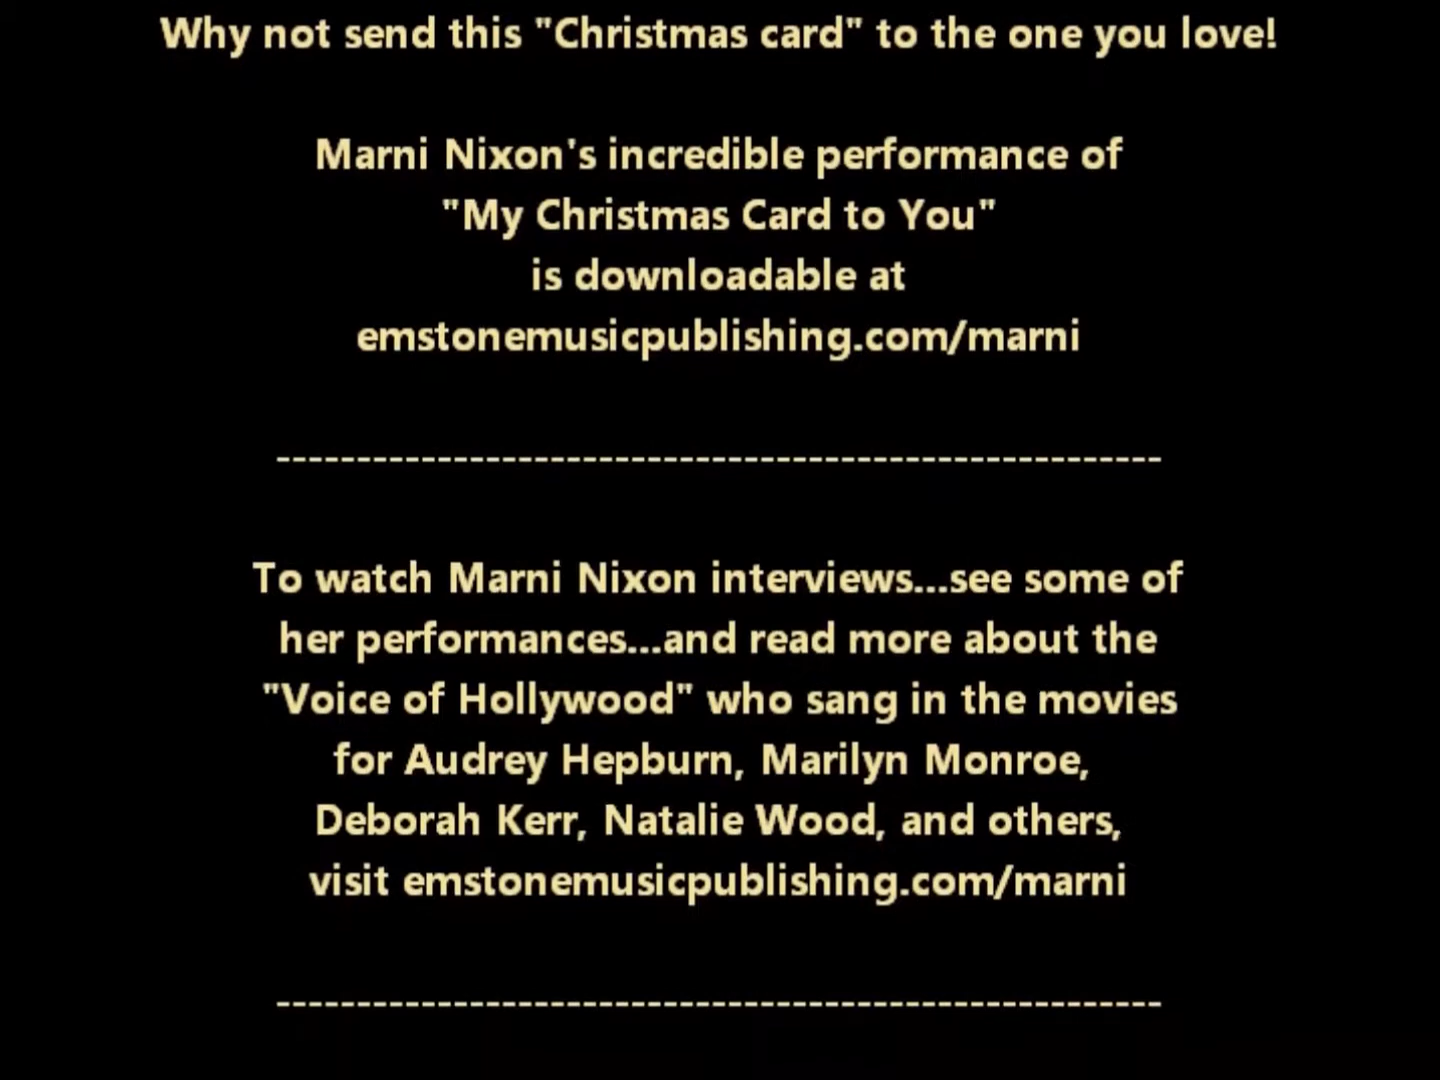 Why not send this "Christmas card" to the one you love!
Marni Nixon's incredible performance of
"My Christmas Card to You"
is downloadable at
emstonemusicpublishing.com/marni
-------------------------------------------------------
To watch Marni Nixon interviews...see some of
her performances...and read more about the
"Voice of Hollywood" who sang in the movies
for Audrey Hepburn, Marilyn Monroe,
Deborah Kerr, Natalie Wood, and others,
visit emstonemusicpublishing.com/marni
-------------------------------------------------------